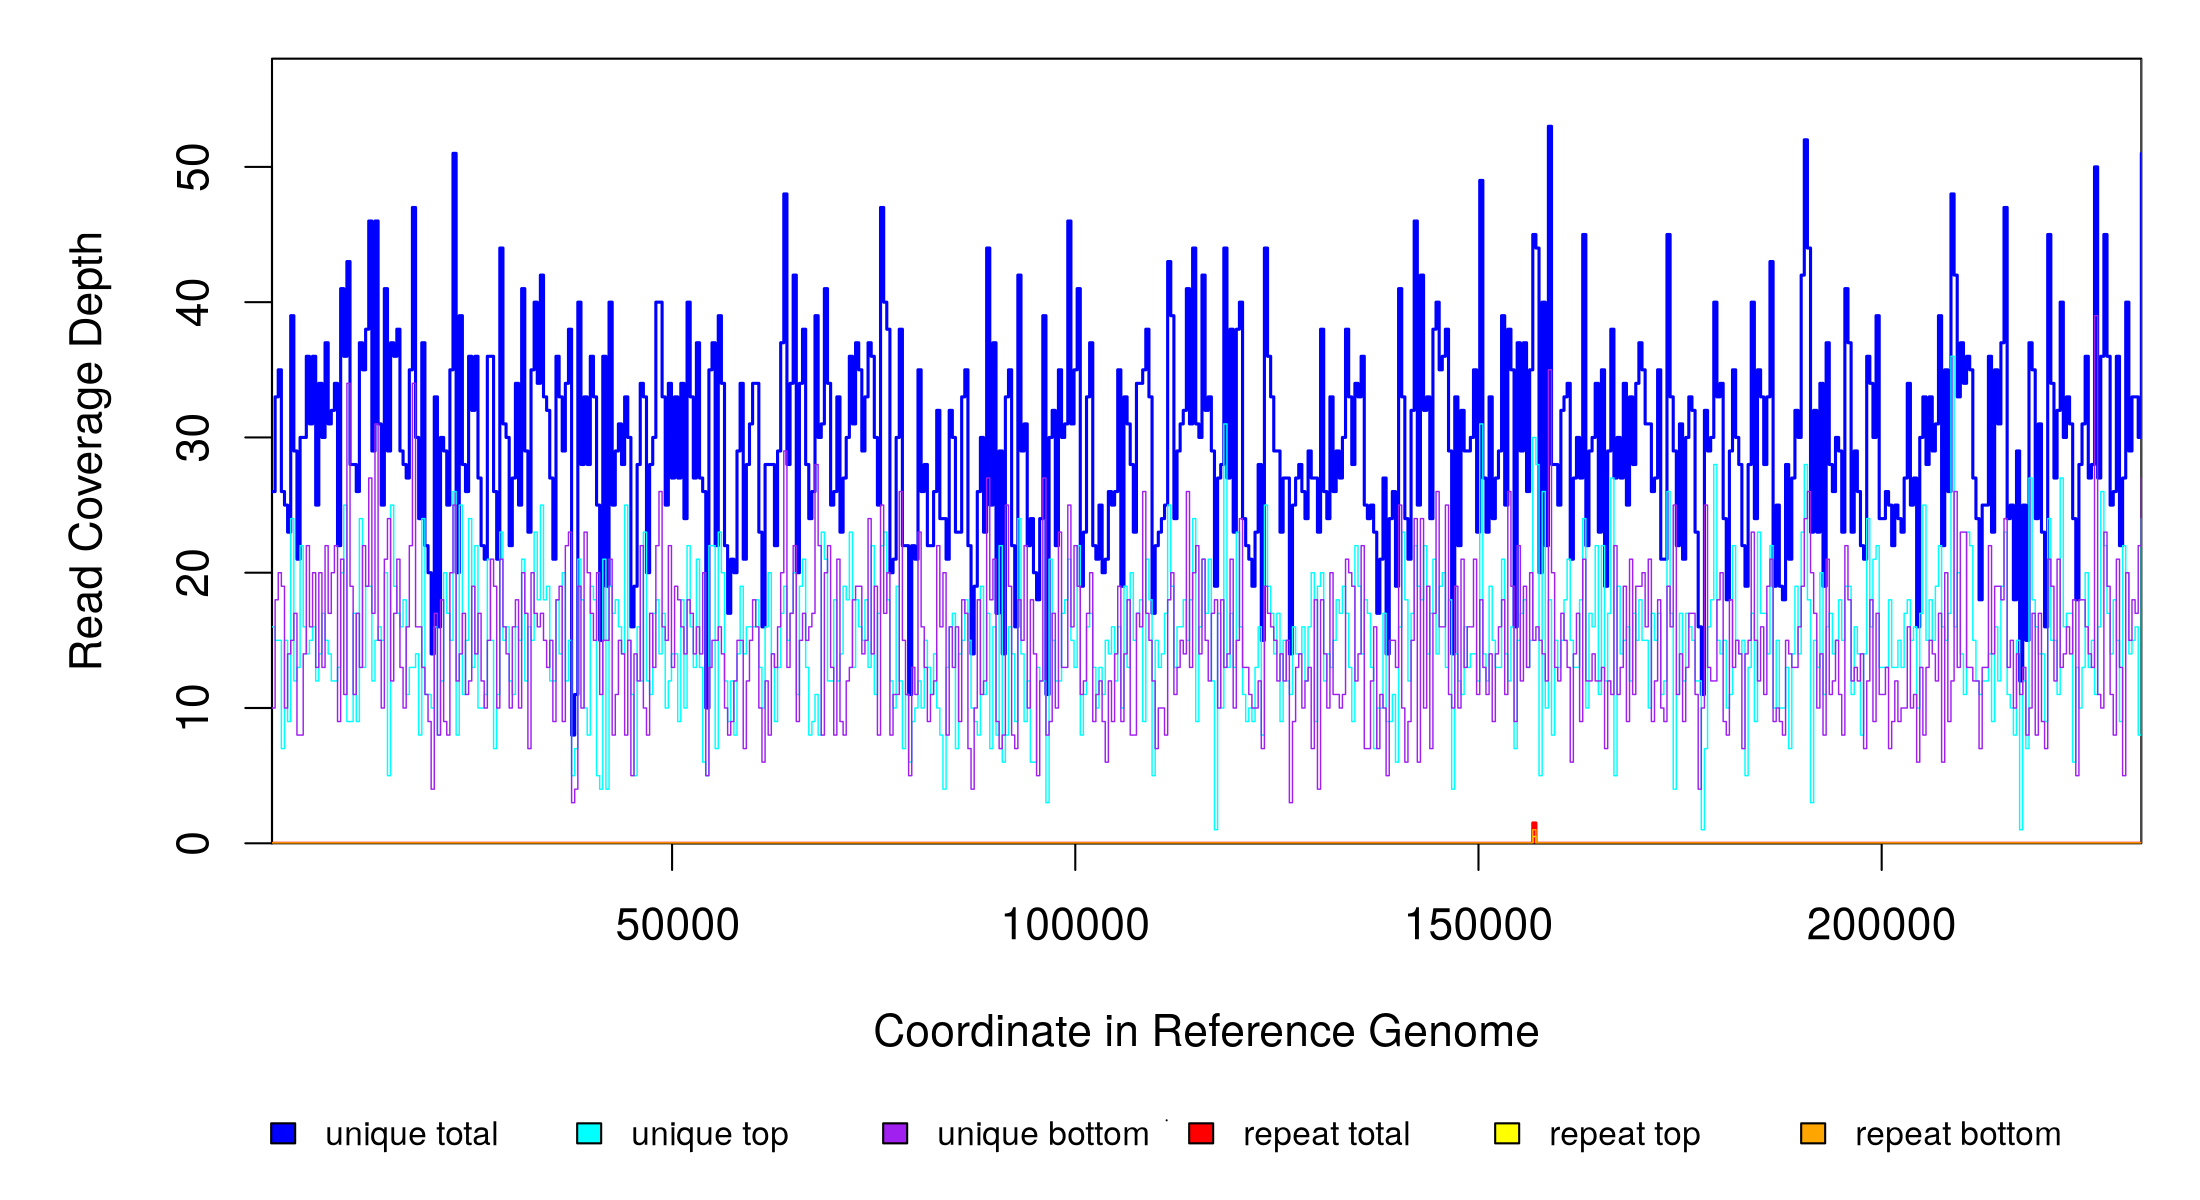 Read Coverage Depth
50
40
30
20
10
0
50000 100000 150000 200000
Coordinate in Reference Genome
unique total unique top unique bottom repeat total repeat top repeat bottom